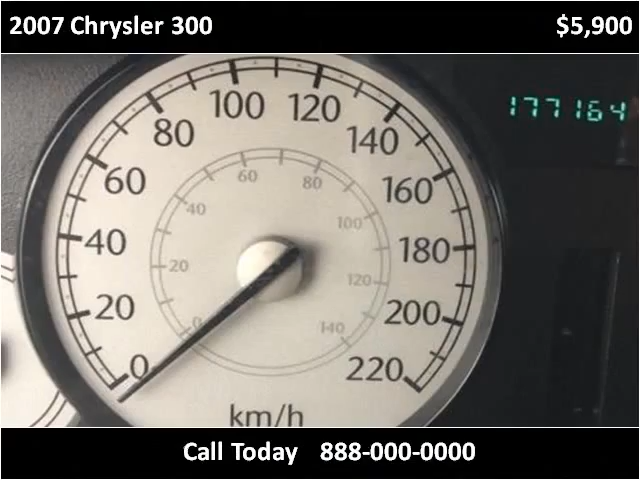 2007 Chrysler 300 $5,900
177164
0 20 40 60 80 100 120 140 160 180 200 220
0 20 40 60 80 100 120 140
km/h
Call Today 888-000-0000